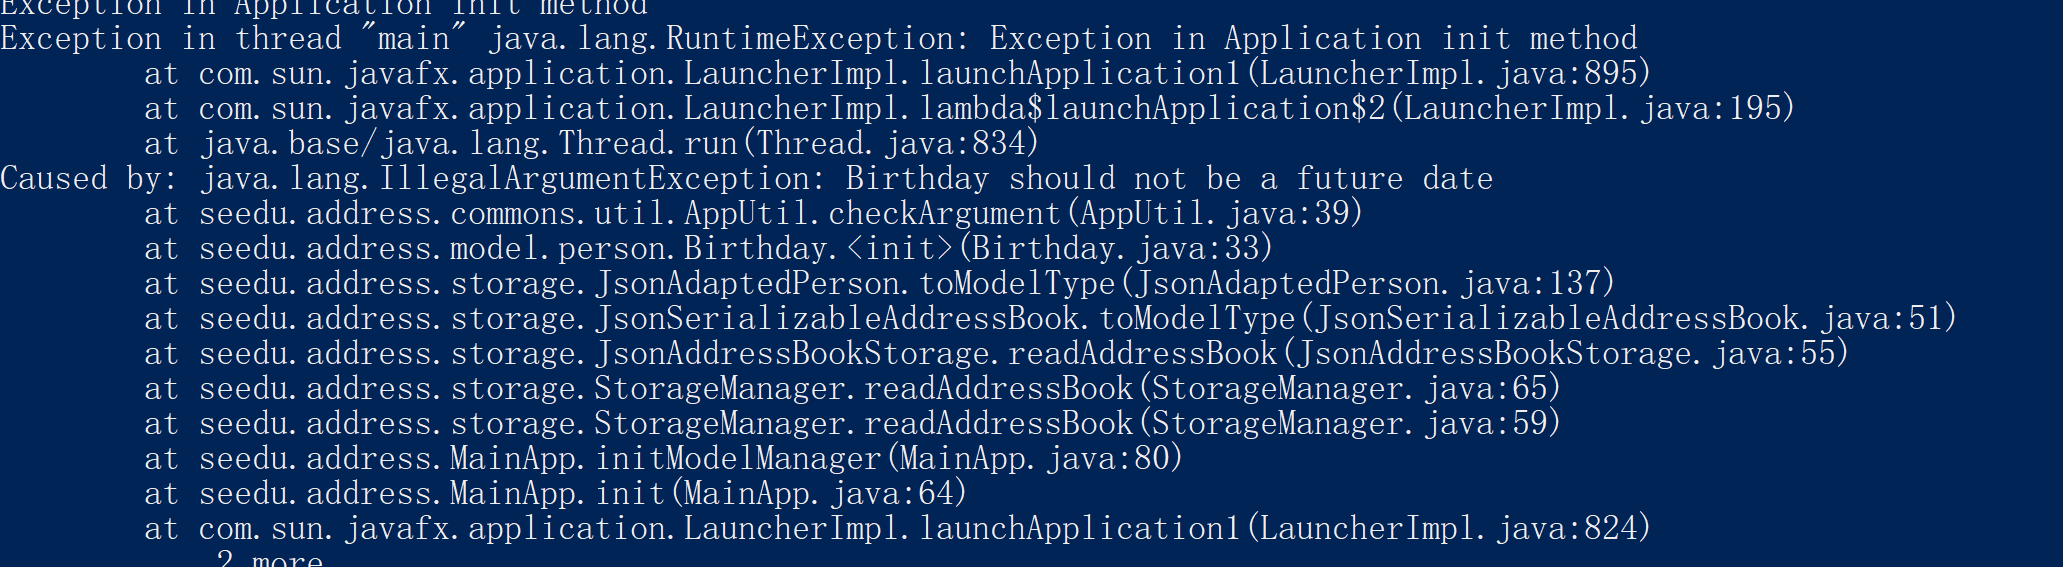 Exception in Application init method
Exception in thread "main" java.lang.RuntimeException: Exception in Application init method
at com.sun.javafx.application.LauncherImpl.launchApplication1(LauncherImpl.java:895)
at com.sun.javafx.application.LauncherImpl.lambda$launchApplication$2(LauncherImpl.java:195)
at java.base/java.lang.Thread.run(Thread.java:834)
Caused by: java.lang.IllegalArgumentException: Birthday should not be a future date
at seedu.address.commons.util.AppUtil.checkArgument(AppUtil.java:39)
at seedu.address.model.person.Birthday.<init>(Birthday.java:33)
at seedu.address.storage.JsonAdaptedPerson.toModelType(JsonAdaptedPerson.java:137)
at seedu.address.storage.JsonSerializableAddressBook.toModelType(JsonSerializableAddressBook.java:51)
at seedu.address.storage.JsonAddressBookStorage.readAddressBook(JsonAddressBookStorage.java:55)
at seedu.address.storage.StorageManager.readAddressBook(StorageManager.java:65)
at seedu.address.storage.StorageManager.readAddressBook(StorageManager.java:59)
at seedu.address.MainApp.initModelManager(MainApp.java:80)
at seedu.address.MainApp.init(MainApp.java:64)
at com.sun.javafx.application.LauncherImpl.launchApplication1(LauncherImpl.java:824)
2 more